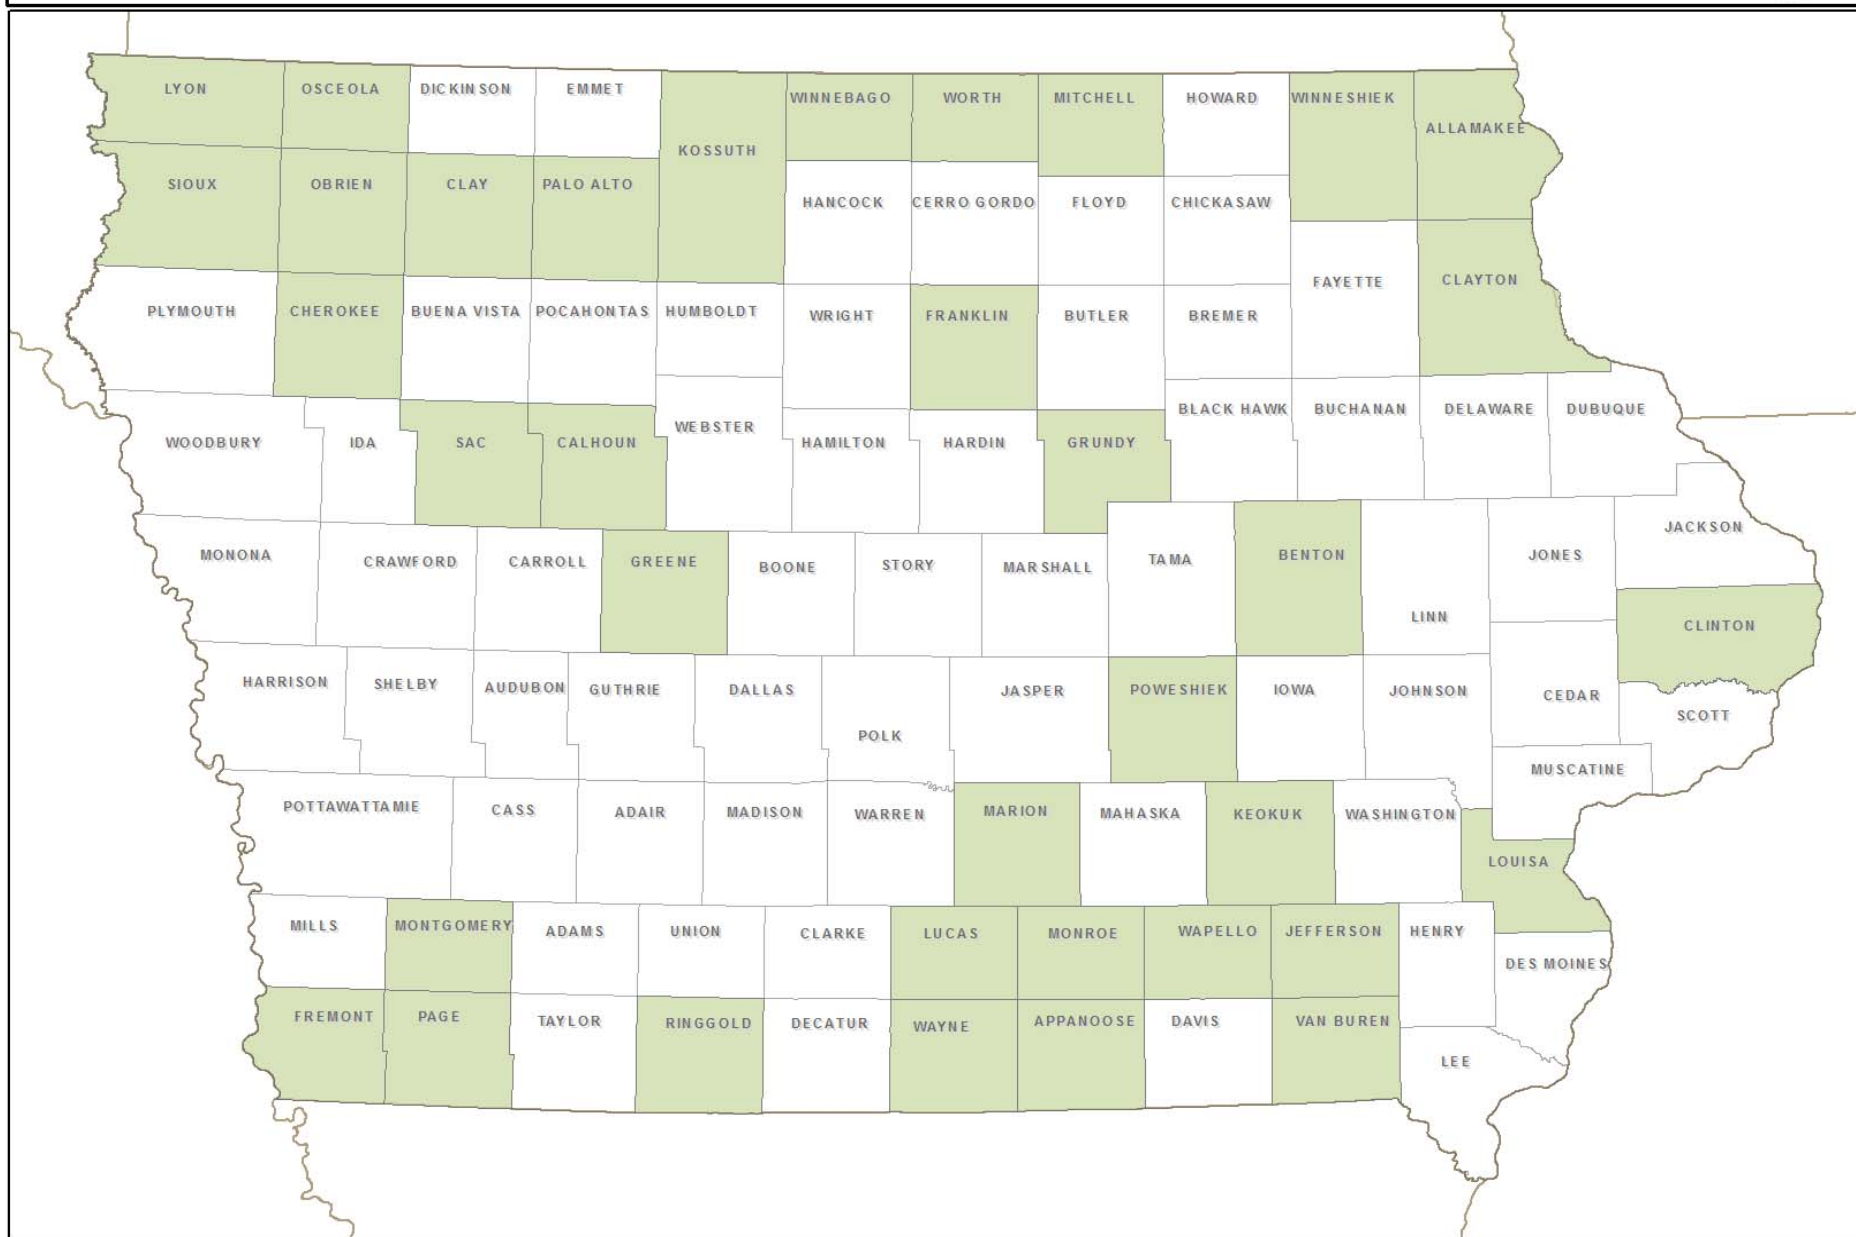 LYON
OSCEOLA
DICKINSON
EMMET
KOSSUTH
WINNEBAGO
WORTH
MITCHELL
HOWARD
WINNESHIEK
ALLAMAKEE
SIOUX
OBRIEN
CLAY
PALO ALTO
HANCOCK
CERRO GORDO
FLOYD
CHICKASAW
FAYETTE
CLAYTON
PLYMOUTH
CHEROKEE
BUENA VISTA
POCAHONTAS
HUMBOLDT
WRIGHT
FRANKLIN
BUTLER
BREMER
WOODBURY
IDA
SAC
CALHOUN
WEBSTER
HAMILTON
HARDIN
GRUNDY
BLACK HAWK
BUCHANAN
DELAWARE
DUBUQUE
MONONA
CRAWFORD
CARROLL
GREENE
BOONE
STORY
MARSHALL
TAMA
BENTON
LINN
JONES
JACKSON
CLINTON
HARRISON
SHELBY
AUDUBON
GUTHRIE
DALLAS
POLK
JASPER
POWESHIEK
IOWA
JOHNSON
CEDAR
SCOTT
MUSCATINE
POTTAWATTAMIE
CASS
ADAIR
MADISON
WARREN
MARION
MAHASKA
KEOKUK
WASHINGTON
LOUISA
MILLS
MONTGOMERY
ADAMS
UNION
CLARKE
LUCAS
MONROE
WAPELLO
JEFFERSON
HENRY
DES MOINES
FREMONT
PAGE
TAYLOR
RINGGOLD
DECATUR
WAYNE
APPANOOSE
DAVIS
VAN BUREN
LEE